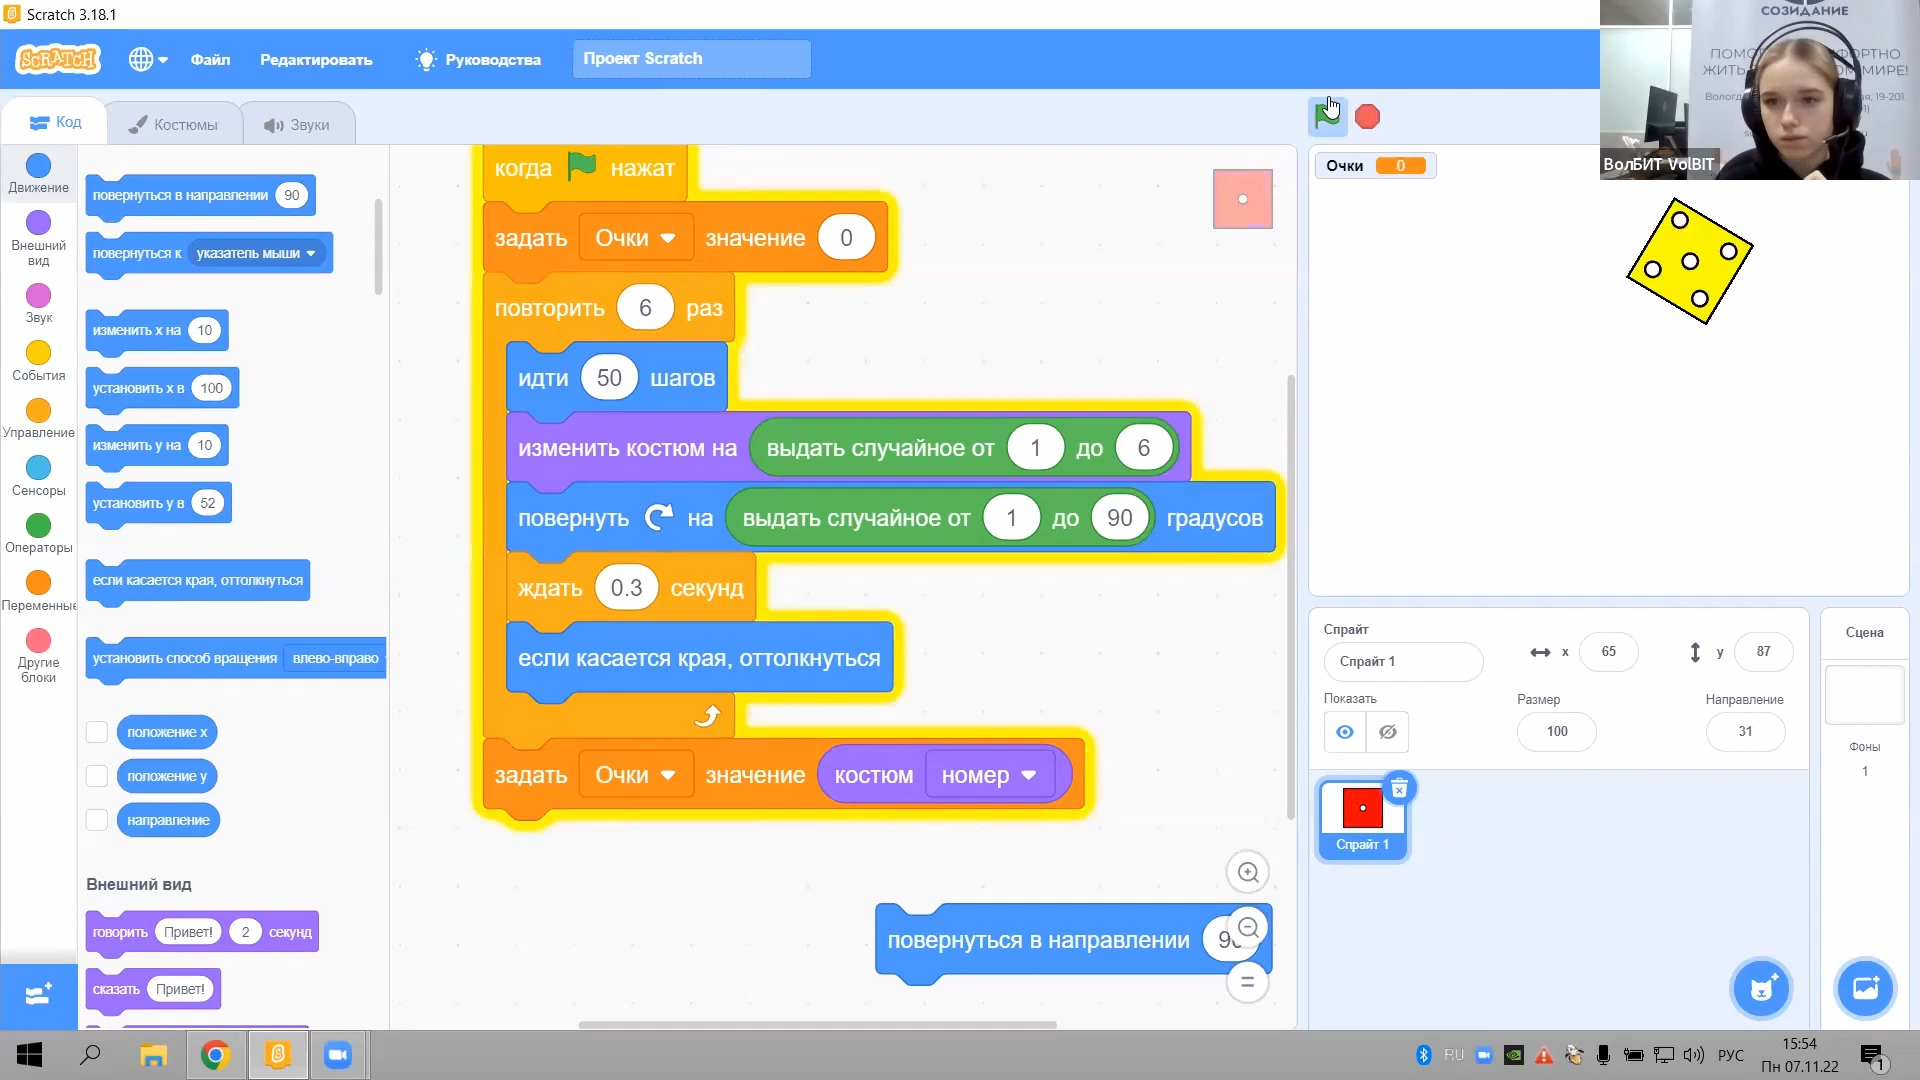 Scratch 3.18.1
SCRATCH
Файл
Редактировать
Руководства
Проект Scratch
Код
Костюмы
Звуки
Движение
Внешний
вид
Звук
События
Управление
Сенсоры
Операторы
Переменные
Другие
блоки
повернуться в направлении 90
повернуться к указатель мыши
изменить x на 10
установить x в 100
изменить y на 10
установить y в 52
если касается края, оттолкнуться
установить способ вращения влево-вправо
положение x
положение y
направление
Внешний вид
говорить Привет! 2 секунд
сказать Привет!
когда нажат
задать Очки значение 0
повторить 6 раз
идти 50 шагов
изменить костюм на выдать случайное от 1 до 6
повернуть на выдать случайное от 1 до 90 градусов
ждать 0.3 секунд
если касается края, оттолкнуться
задать Очки значение костюм номер
повернуться в направлении
Очки 0
СОЗИДАНИЕ
ЖИТЬ
МИРЕ!
ВолБИТ VolBIT
Спрайт
Спрайт 1
x 65
y 87
Показать
Размер
100
Направление
31
Спрайт 1
Сцена
Фоны
1
RU
РУС
15:54
Пн 07.11.22
1